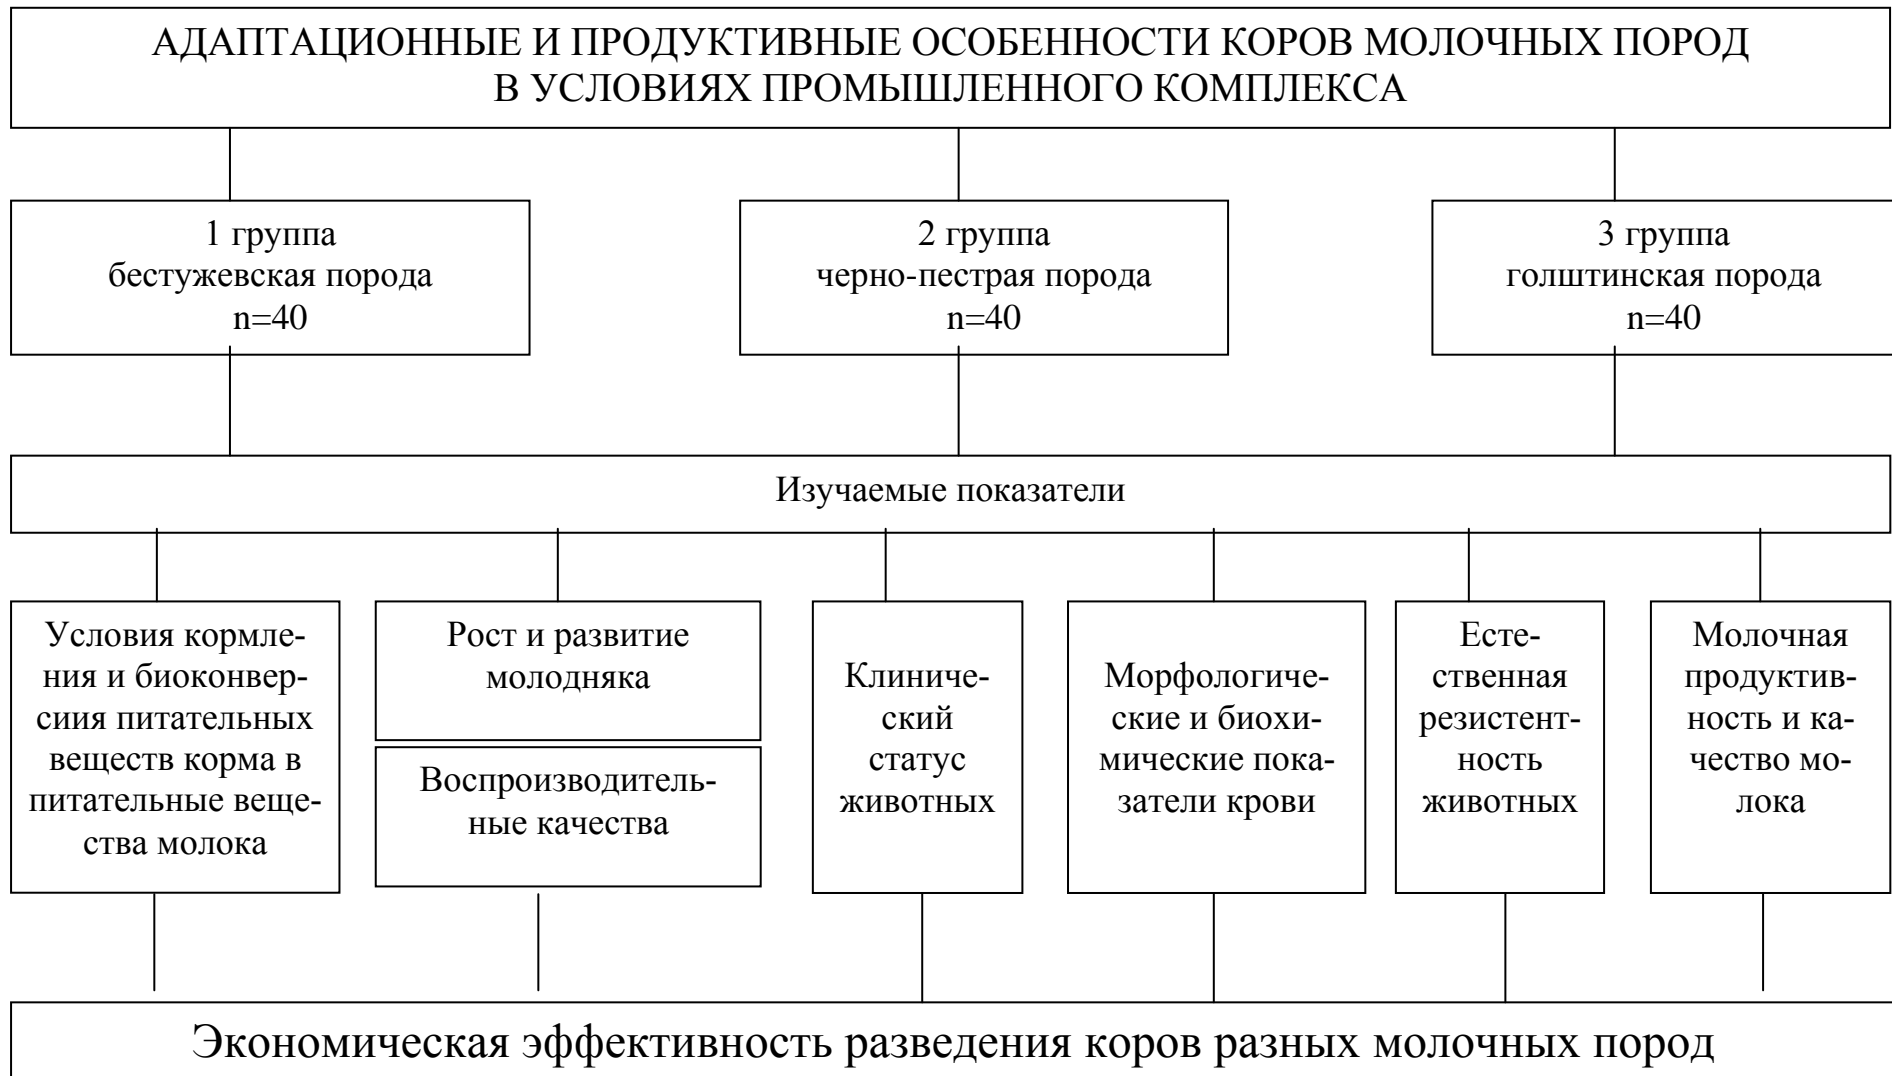 АДАПТАЦИОННЫЕ И ПРОДУКТИВНЫЕ ОСОБЕННОСТИ КОРОВ МОЛОЧНЫХ ПОРОД
В УСЛОВИЯХ ПРОМЫШЛЕННОГО КОМПЛЕКСА
1 группа
бестужевская порода
n=40
2 группа
черно-пестрая порода
n=40
3 группа
голштинская порода
n=40
Изучаемые показатели
Условия кормле-
ния и биоконвер-
сиия питательных
веществ корма в
питательные веще-
ства молока
Рост и развитие
молодняка
Воспроизводитель-
ные качества
Клиниче-
ский
статус
животных
Морфологиче-
ские и биохи-
мические пока-
затели крови
Есте-
ственная
резистент-
ность
животных
Молочная
продуктив-
ность и ка-
чество мо-
лока
Экономическая эффективность разведения коров разных молочных пород